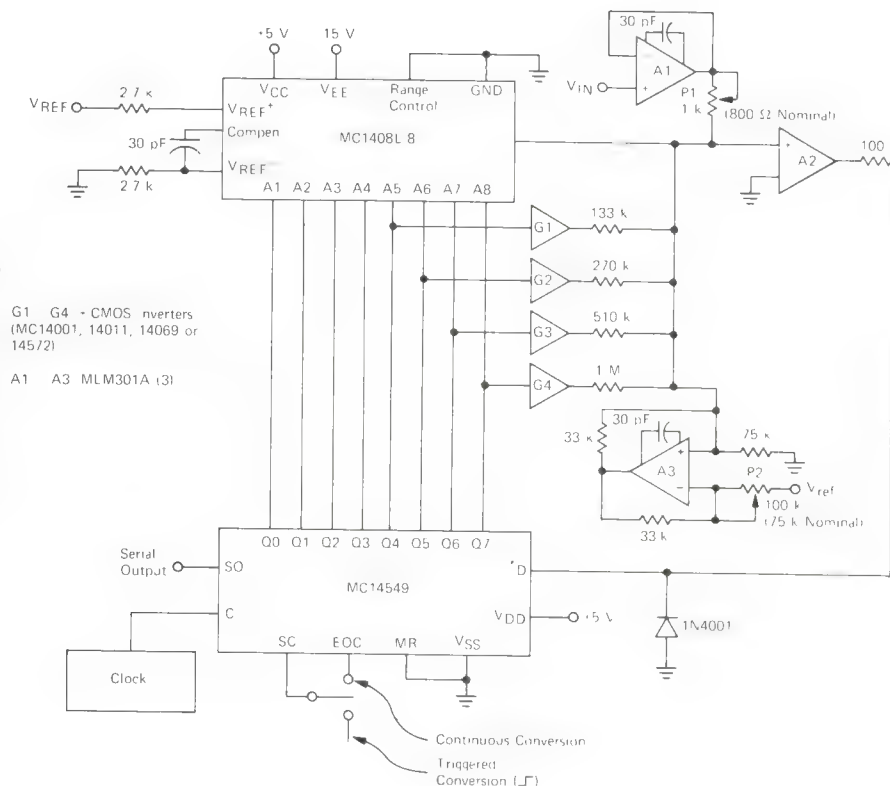 +5 V
15 V
VCC
VEE
Range
Control
GND
VREF
2 7 k
VREF+
Compen
30 pF
VREF
2 7 k
MC1408L 8
A1 A2 A3 A4 A5 A6 A7 A8
30 pF
A1
VIN
P1
1 k
(800 Ω Nominal)
A2
100
G1
133 k
G2
270 k
G3
510 k
G4
1 M
G1 G4 - CMOS nverters
(MC14001, 14011, 14069 or
14572)
A1 A3 MLM301A (3)
33 k
30 pF
A3
75 k
P2
Vref
100 k
(75 k Nominal)
33 k
Q0 Q1 Q2 Q3 Q4 Q5 Q6 Q7
Serial
Output
SO
MC14549
D
C
VDD
+5 V
1N4001
SC EOC MR VSS
Clock
Continuous Conversion
Triggered
Conversion